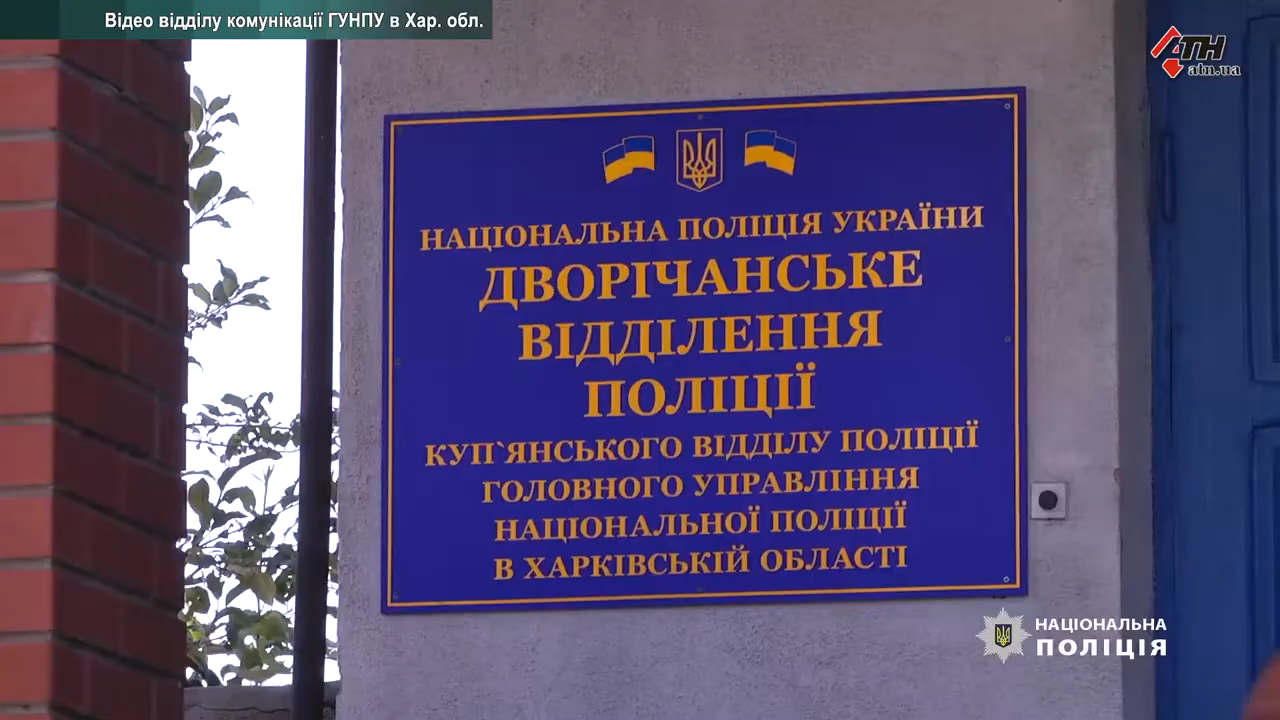 Відео відділу комунікації ГУНПУ в Хар. обл.
АТН
atn.ua
НАЦІОНАЛЬНА ПОЛІЦІЯ УКРАЇНИ
ДВОРІЧАНСЬКЕ
ВІДДІЛЕННЯ
ПОЛІЦІЇ
КУП`ЯНСЬКОГО ВІДДІЛУ ПОЛІЦІЇ
ГОЛОВНОГО УПРАВЛІННЯ
НАЦІОНАЛЬНОЇ ПОЛІЦІЇ
В ХАРКІВСЬКІЙ ОБЛАСТІ
НАЦІОНАЛЬНА
ПОЛІЦІЯ